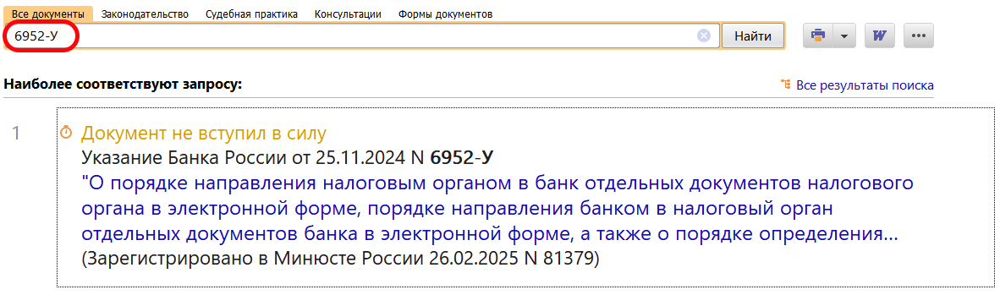 Все документы Законодательство Судебная практика Консультации Формы документов
6952-У Найти W
Наиболее соответствуют запросу: Все результаты поиска
1 Документ не вступил в силу
Указание Банка России от 25.11.2024 N 6952-У
"О порядке направления налоговым органом в банк отдельных документов налогового
органа в электронной форме, порядке направления банком в налоговый орган
отдельных документов банка в электронной форме, а также о порядке определения...
(Зарегистрировано в Минюсте России 26.02.2025 N 81379)